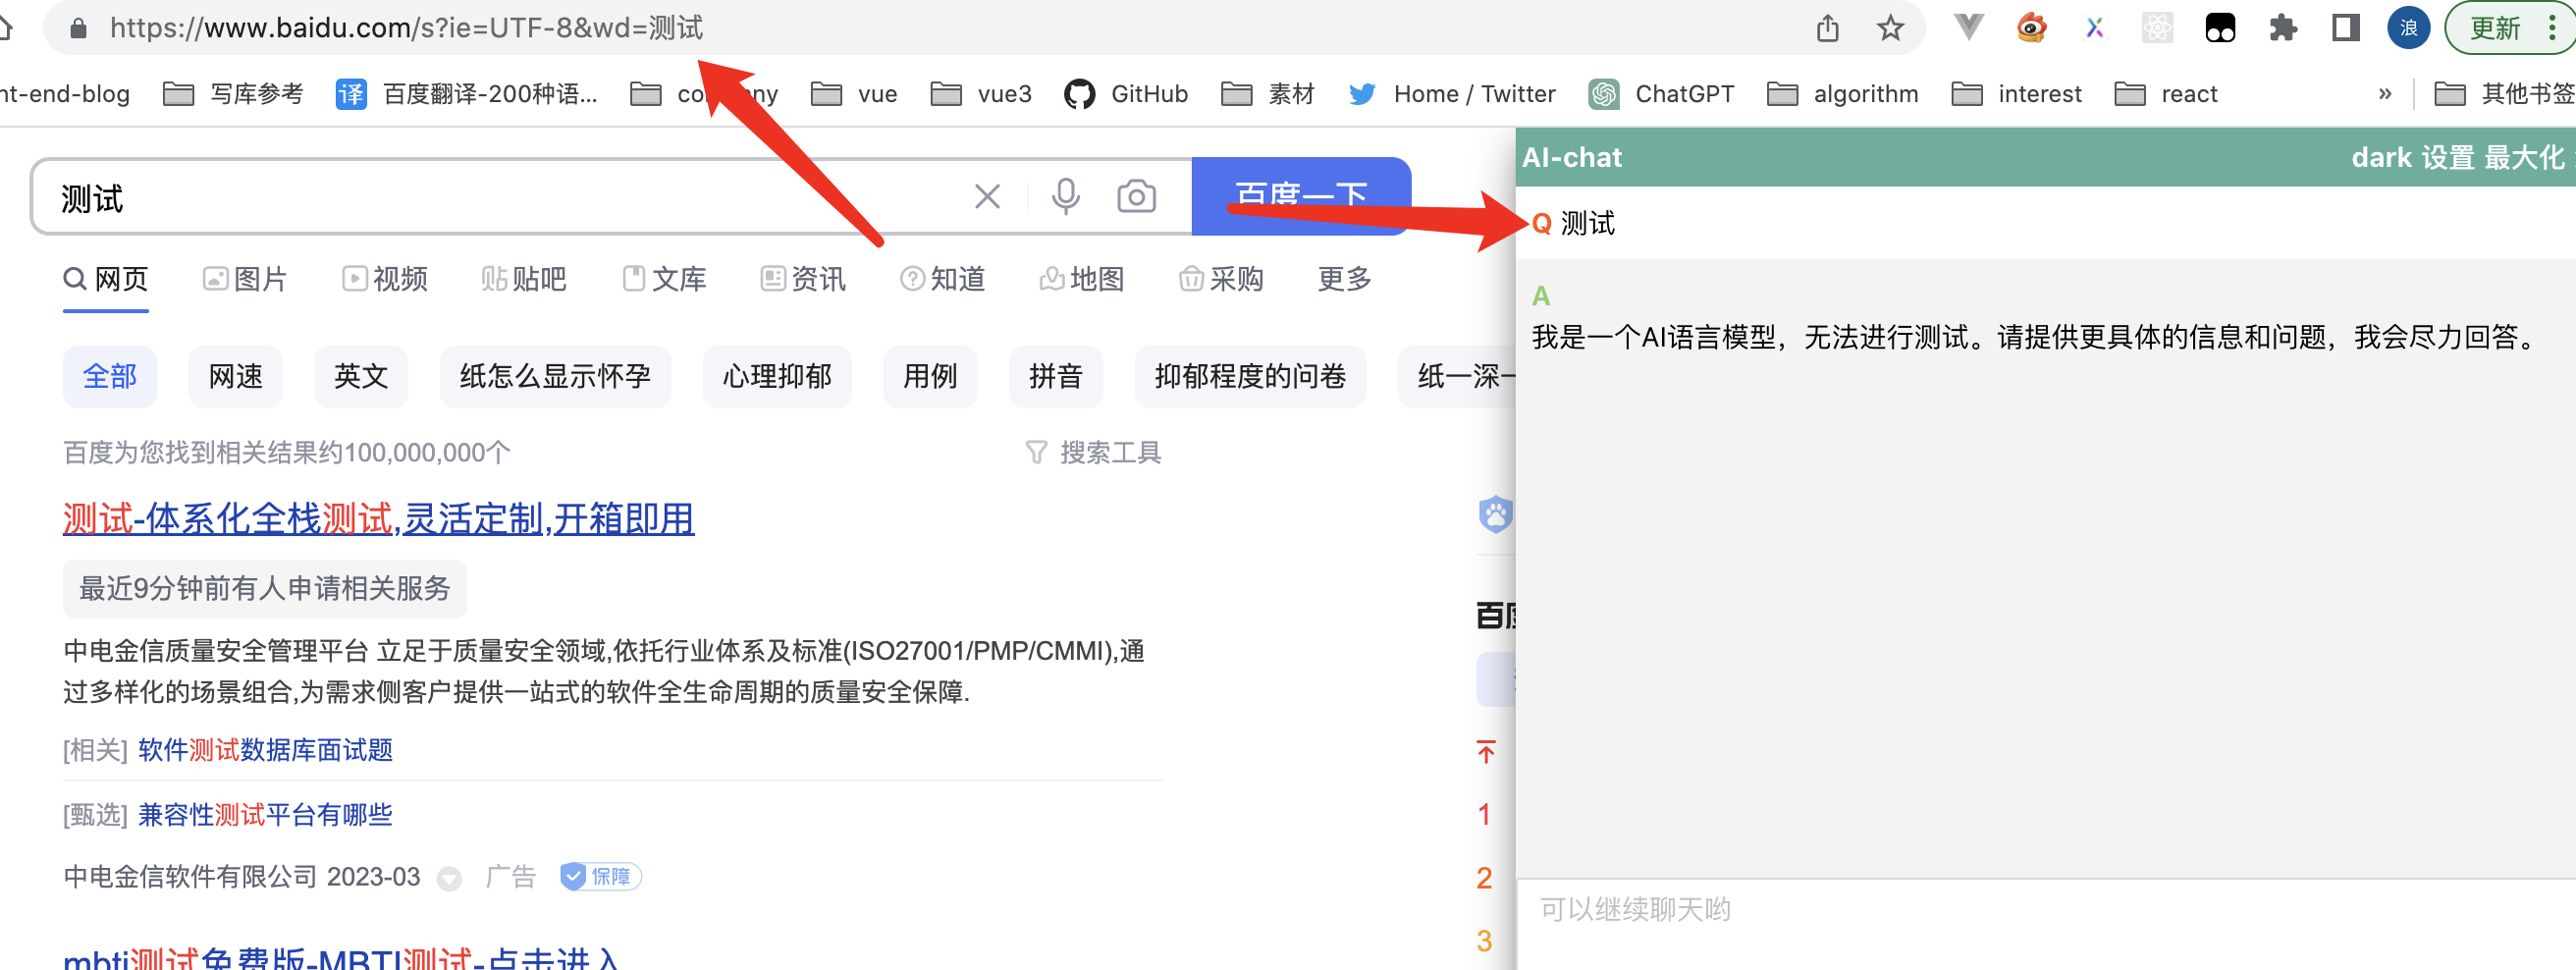 https://www.baidu.com/s?ie=UTF-8&wd=测试
浪
更新
nt-end-blog
写库参考
译
百度翻译-200种语...
vue
vue3
GitHub
素材
Home / Twitter
ChatGPT
algorithm
interest
react
»
其他书签
测试
百度一下
网页
图片
视频
贴吧
文库
资讯
知道
地图
采购
更多
全部
网速
英文
纸怎么显示怀孕
心理抑郁
用例
拼音
抑郁程度的问卷
纸一深一
百度为您找到相关结果约100,000,000个
搜索工具
测试-体系化全栈测试,灵活定制,开箱即用
最近9分钟前有人申请相关服务
中电金信质量安全管理平台 立足于质量安全领域,依托行业体系及标准(ISO27001/PMP/CMMI),通
过多样化的场景组合,为需求侧客户提供一站式的软件全生命周期的质量安全保障.
[相关] 软件测试数据库面试题
[甄选] 兼容性测试平台有哪些
中电金信软件有限公司 2023-03
广告
保障
mbti测试免费版-MBTI测试-点击进入
百
1
2
3
AI-chat
dark 设置 最大化
Q 测试
A
我是一个AI语言模型，无法进行测试。请提供更具体的信息和问题，我会尽力回答。
可以继续聊天哟